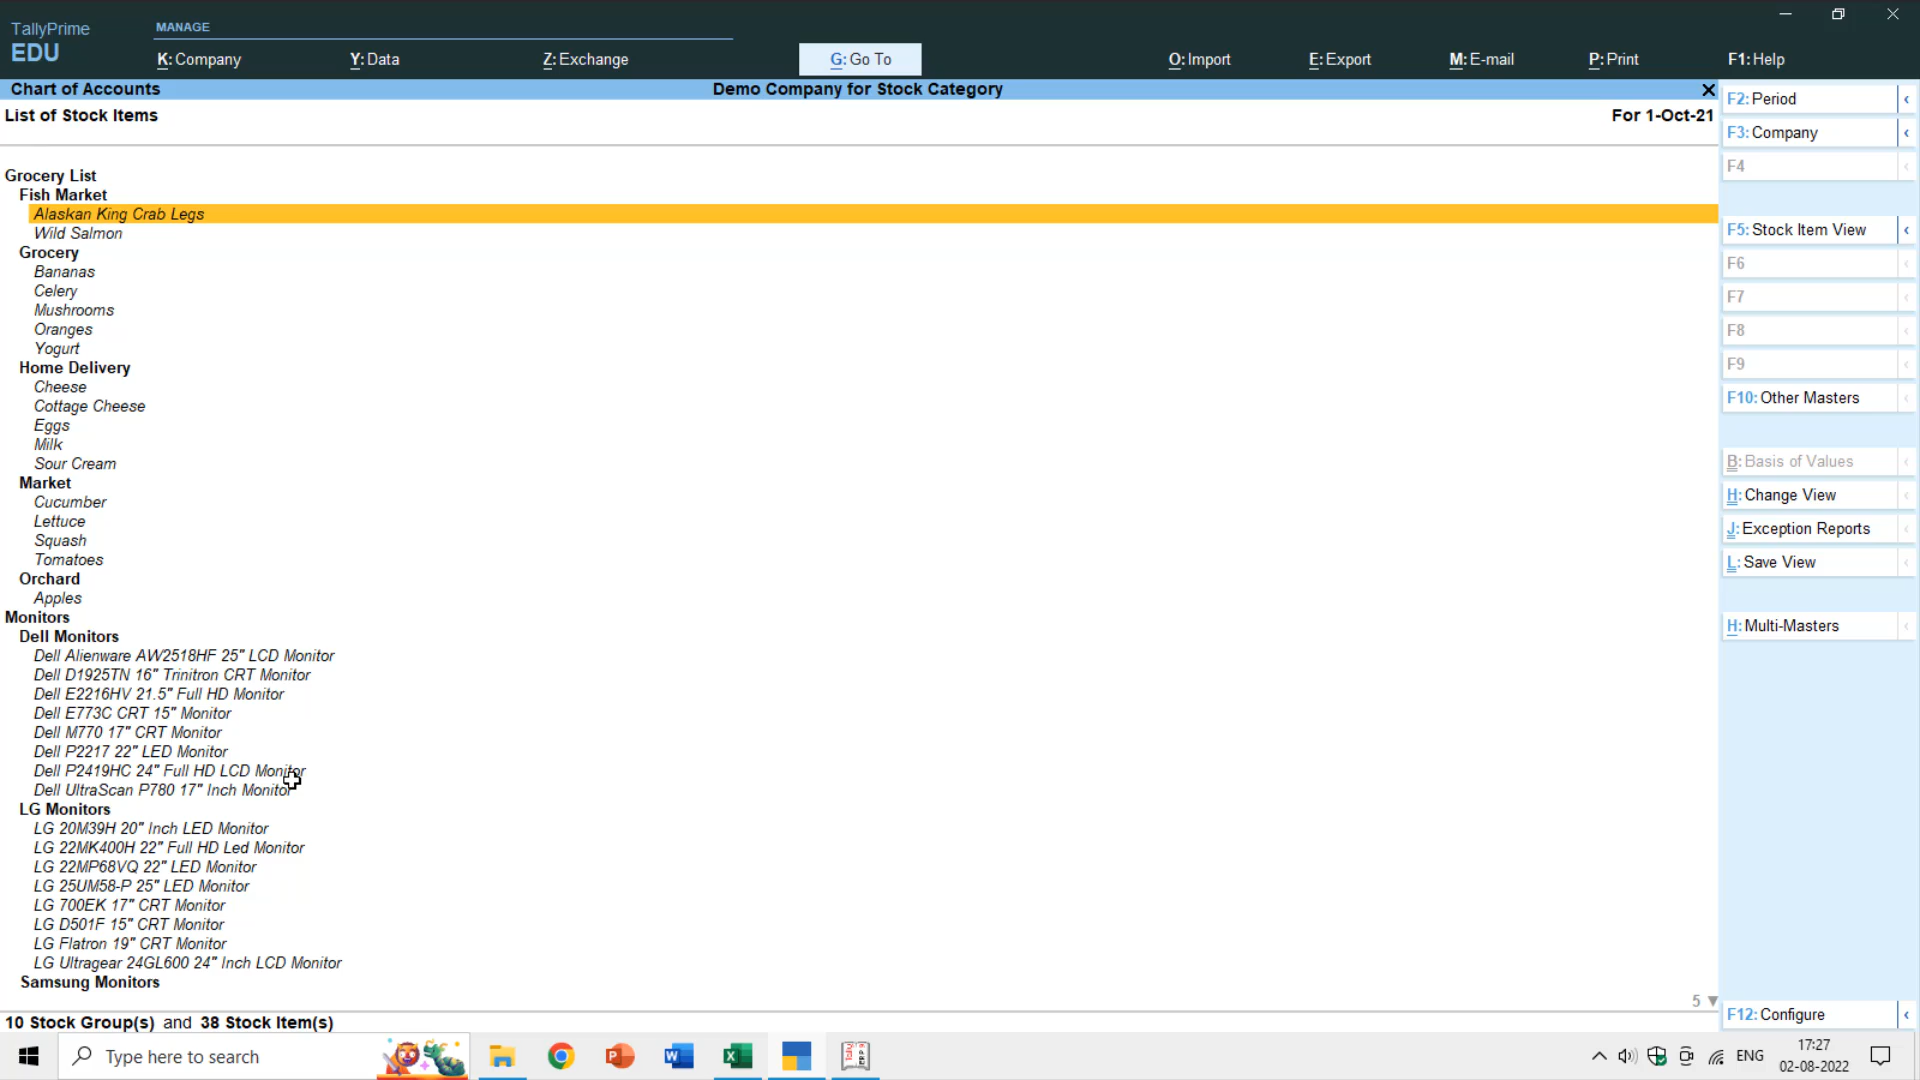 TallyPrime
EDU
MANAGE
K: Company
Y: Data
Z: Exchange
G: Go To
O: Import
E: Export
M: E-mail
P: Print
F1: Help
Chart of Accounts
Demo Company for Stock Category
List of Stock Items
For 1-Oct-21
Grocery List
Fish Market
Alaskan King Crab Legs
Wild Salmon
Grocery
Bananas
Celery
Mushrooms
Oranges
Yogurt
Home Delivery
Cheese
Cottage Cheese
Eggs
Milk
Sour Cream
Market
Cucumber
Lettuce
Squash
Tomatoes
Orchard
Apples
Monitors
Dell Monitors
Dell Alienware AW2518HF 25" LCD Monitor
Dell D1925TN 16" Trinitron CRT Monitor
Dell E2216HV 21.5" Full HD Monitor
Dell E773C CRT 15" Monitor
Dell M770 17" CRT Monitor
Dell P2217 22" LED Monitor
Dell P2419HC 24" Full HD LCD Monitor
Dell UltraScan P780 17" Inch Monitor
LG Monitors
LG 20M39H 20" Inch LED Monitor
LG 22MK400H 22" Full HD Led Monitor
LG 22MP68VQ 22" LED Monitor
LG 25UM58-P 25" LED Monitor
LG 700EK 17" CRT Monitor
LG D501F 15" CRT Monitor
LG Flatron 19" CRT Monitor
LG Ultragear 24GL600 24" Inch LCD Monitor
Samsung Monitors
5
10 Stock Group(s) and 38 Stock Item(s)
F2: Period
F3: Company
F4
F5: Stock Item View
F6
F7
F8
F9
F10: Other Masters
B: Basis of Values
H: Change View
J: Exception Reports
L: Save View
H: Multi-Masters
F12: Configure
Type here to search
ENG
17:27
02-08-2022